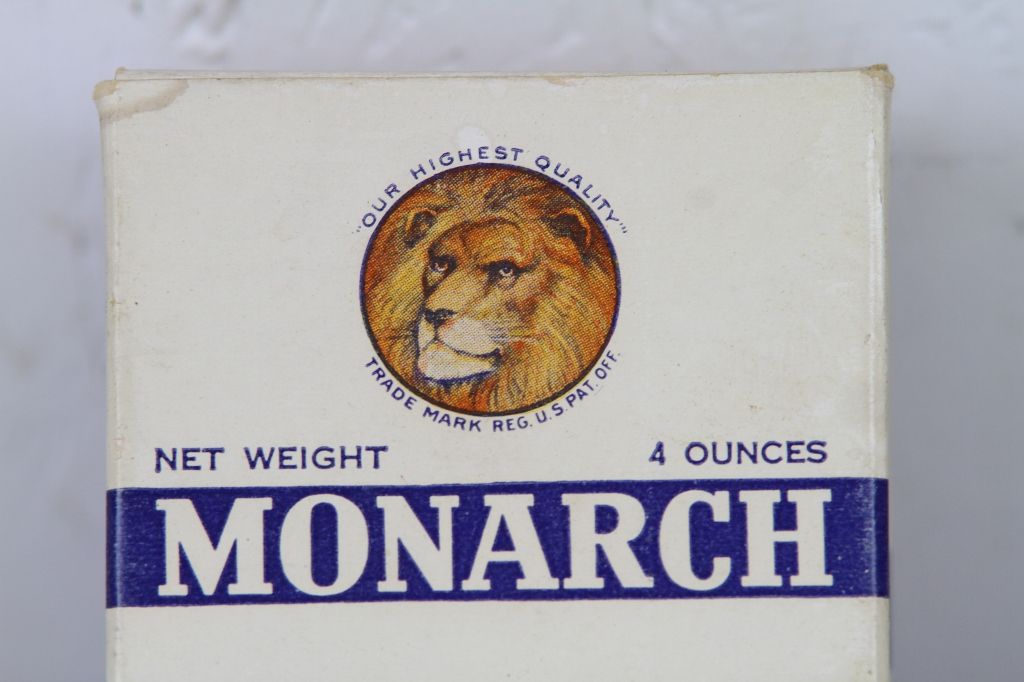 "OUR HIGHEST QUALITY"
TRADE MARK REG. U.S. PAT. OFF.
NET WEIGHT 4 OUNCES
MONARCH